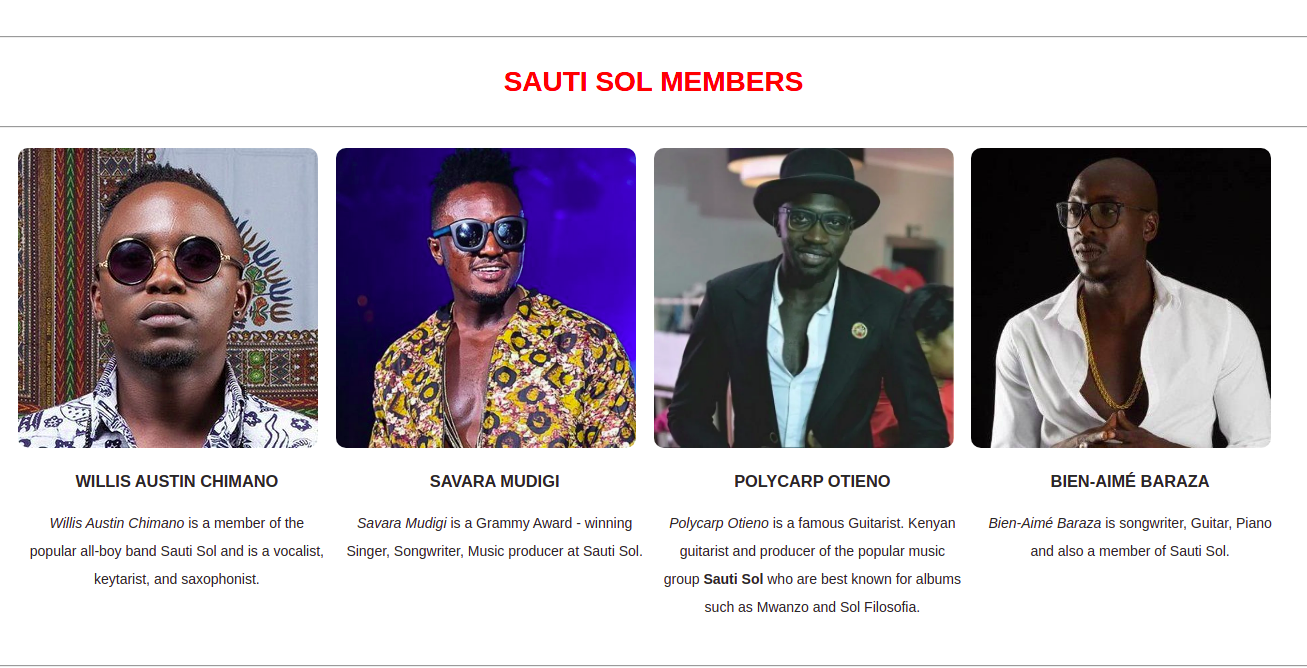 SAUTI SOL MEMBERS
WILLIS AUSTIN CHIMANO
Willis Austin Chimano is a member of the
popular all-boy band Sauti Sol and is a vocalist,
keytarist, and saxophonist.
SAVARA MUDIGI
Savara Mudigi is a Grammy Award - winning
Singer, Songwriter, Music producer at Sauti Sol.
POLYCARP OTIENO
Polycarp Otieno is a famous Guitarist. Kenyan
guitarist and producer of the popular music
group Sauti Sol who are best known for albums
such as Mwanzo and Sol Filosofia.
BIEN-AIMÉ BARAZA
Bien-Aimé Baraza is songwriter, Guitar, Piano
and also a member of Sauti Sol.